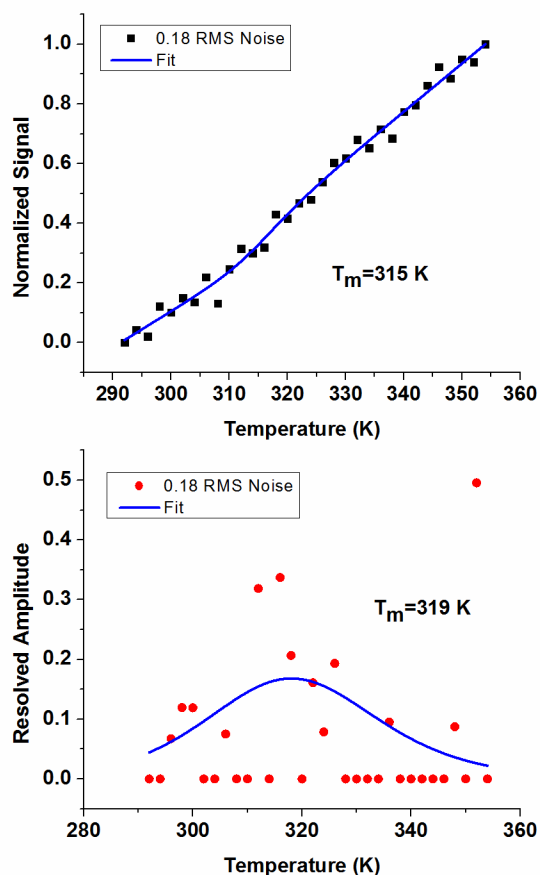 0.18 RMS Noise
Fit
1.0
0.8
0.6
0.4
0.2
0.0
Normalized Signal
Tm=315 K
290 300 310 320 330 340 350 360
Temperature (K)
0.18 RMS Noise
Fit
0.5
0.4
0.3
0.2
0.1
0.0
Resolved Amplitude
Tm=319 K
280 300 320 340 360
Temperature (K)